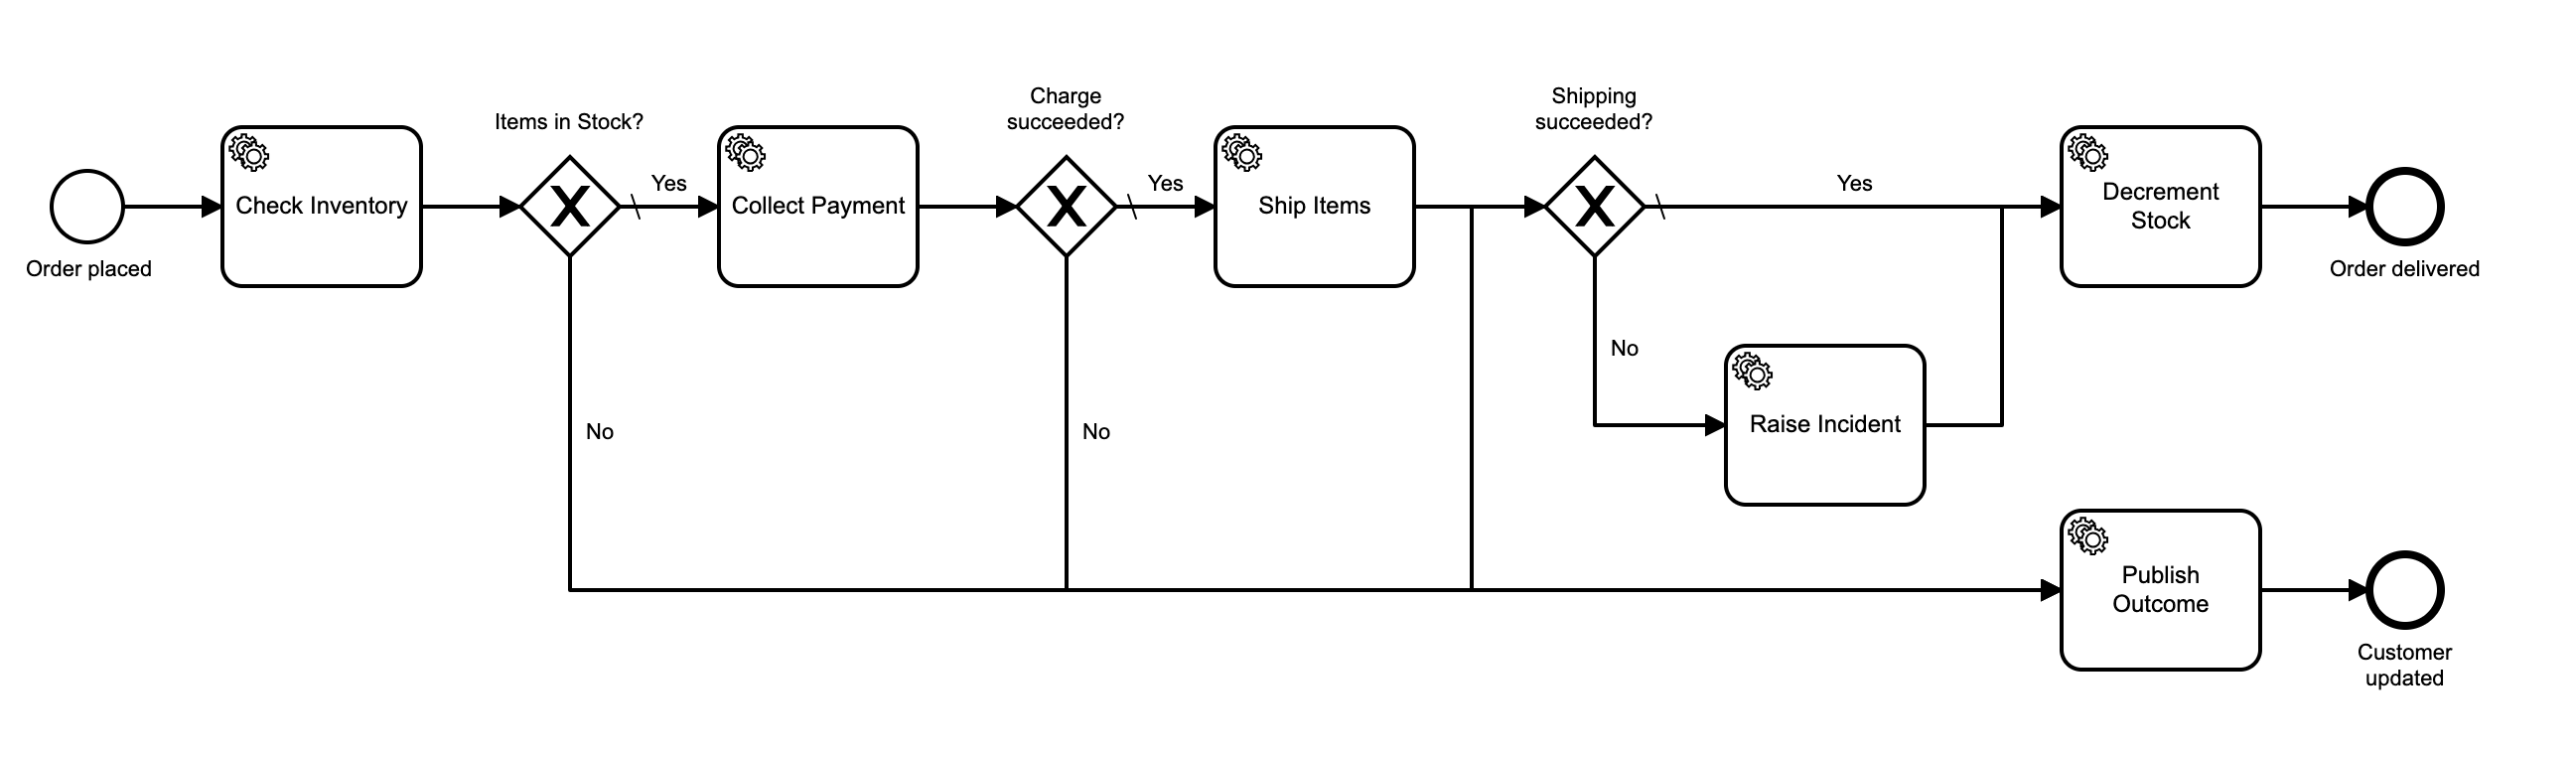 Order placed
Check Inventory
Items in Stock?
Yes
No
Collect Payment
Charge
succeeded?
Yes
No
Ship Items
Shipping
succeeded?
Yes
No
Raise Incident
Decrement
Stock
Order delivered
Publish
Outcome
Customer
updated